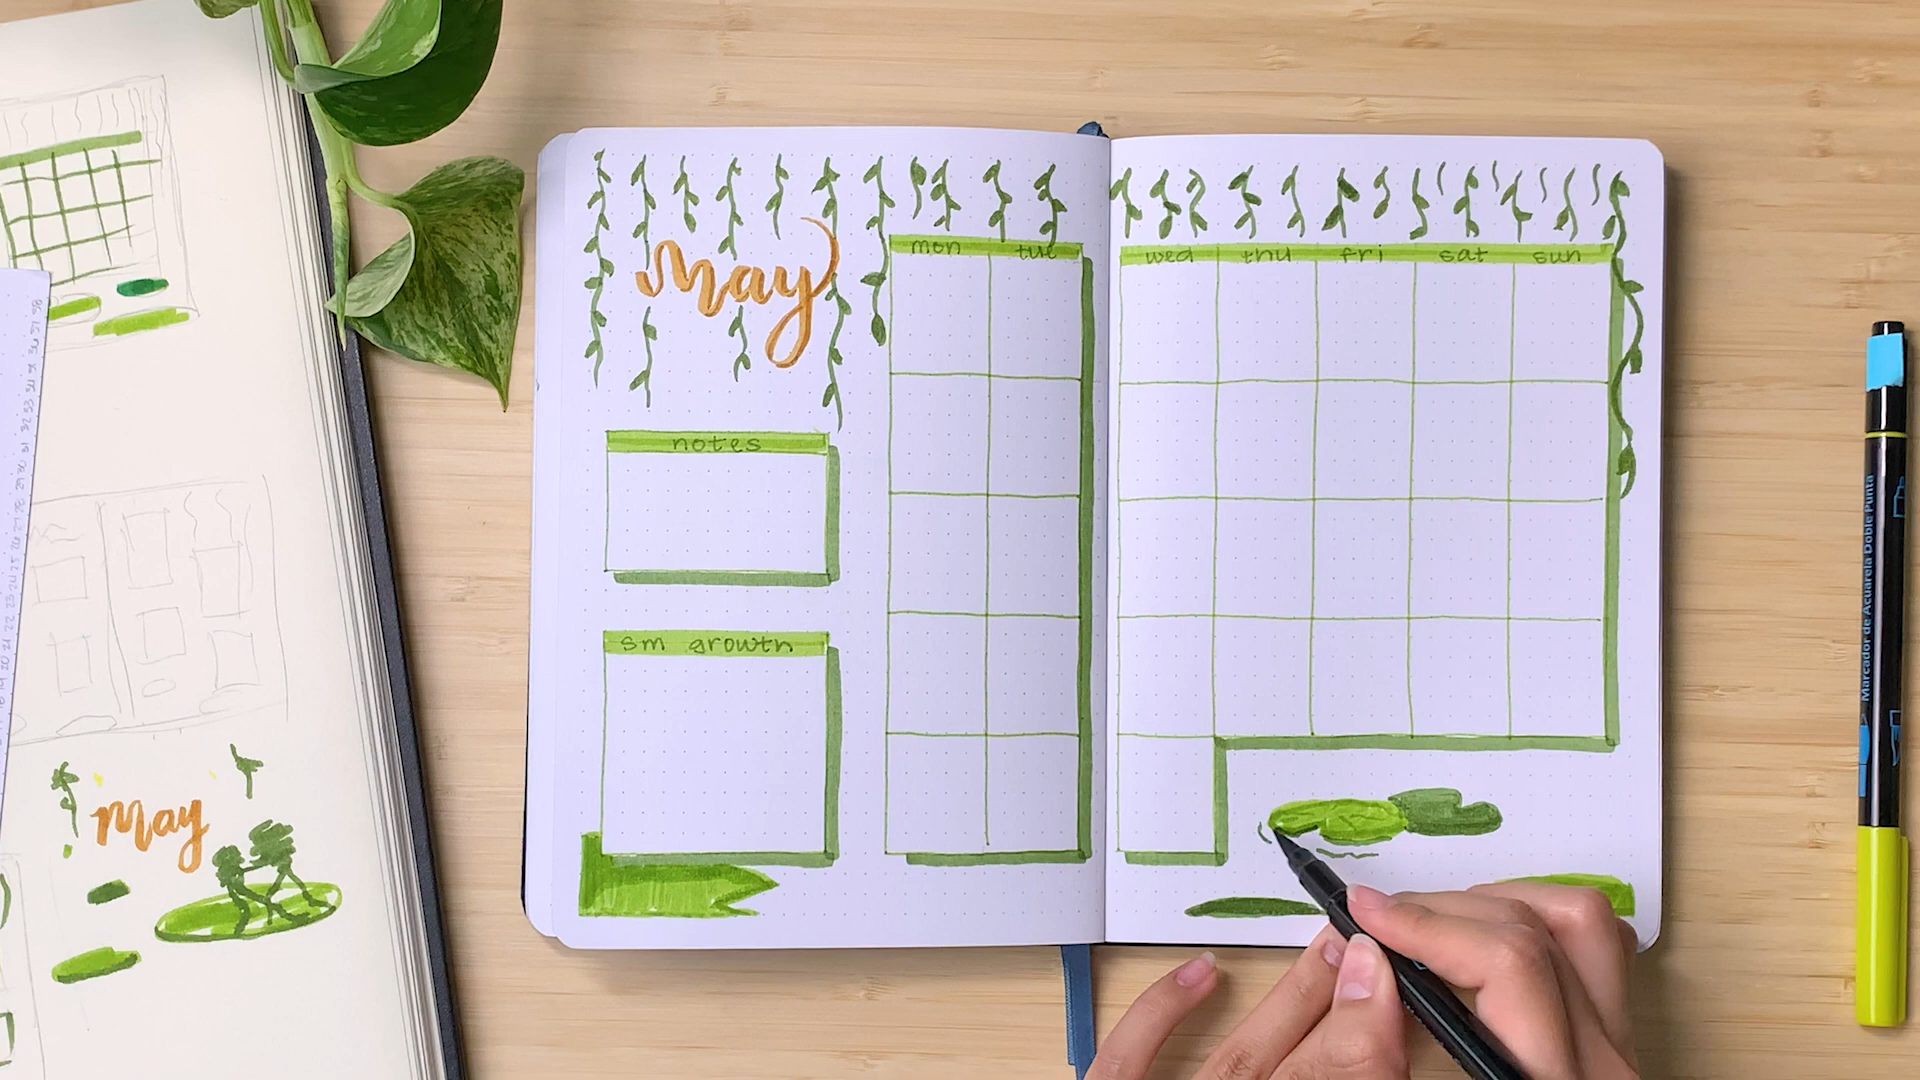 May
mon tue wed thu fri sat sun
notes
sm growth
May
Marcador de Acuarela Doble Punta